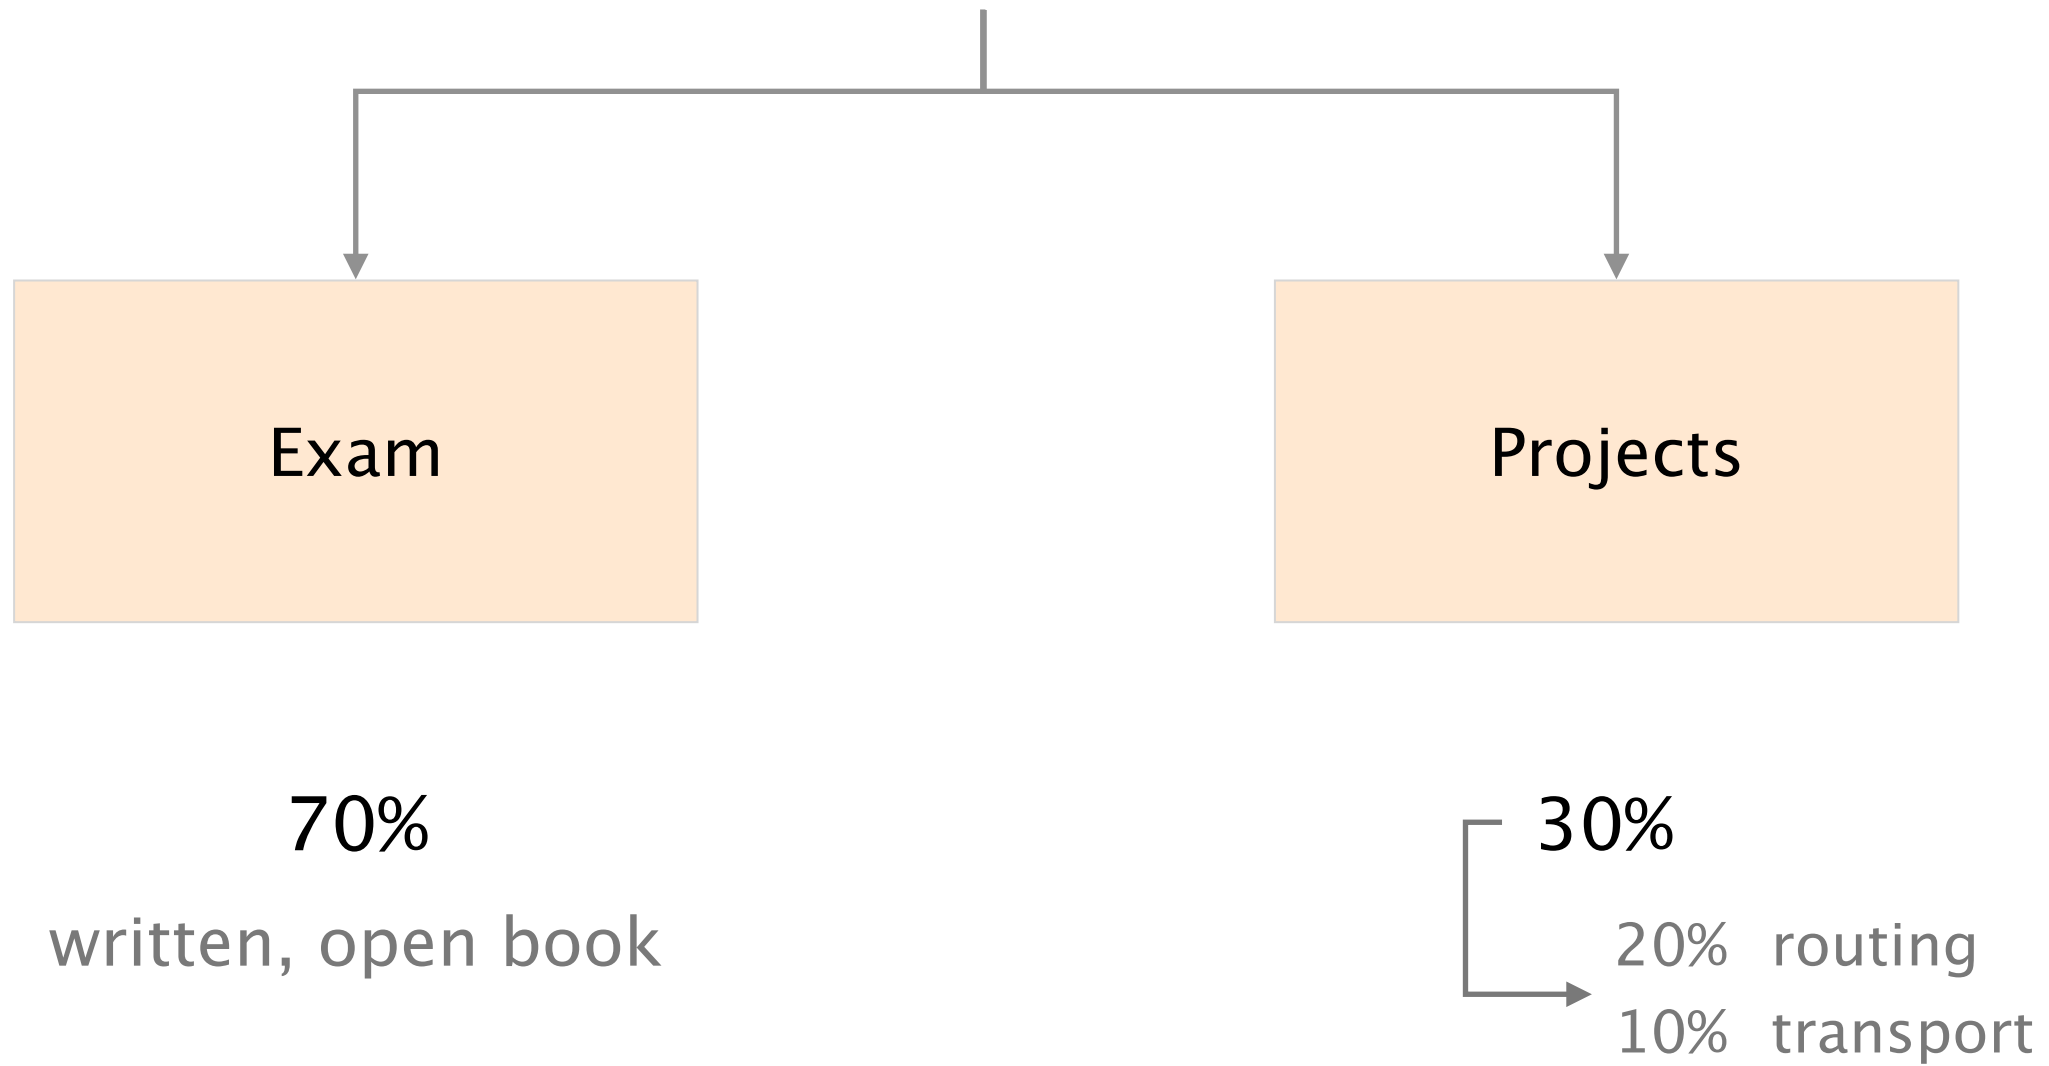 Exam
Projects
70%
written, open book
30%
20% routing
10% transport